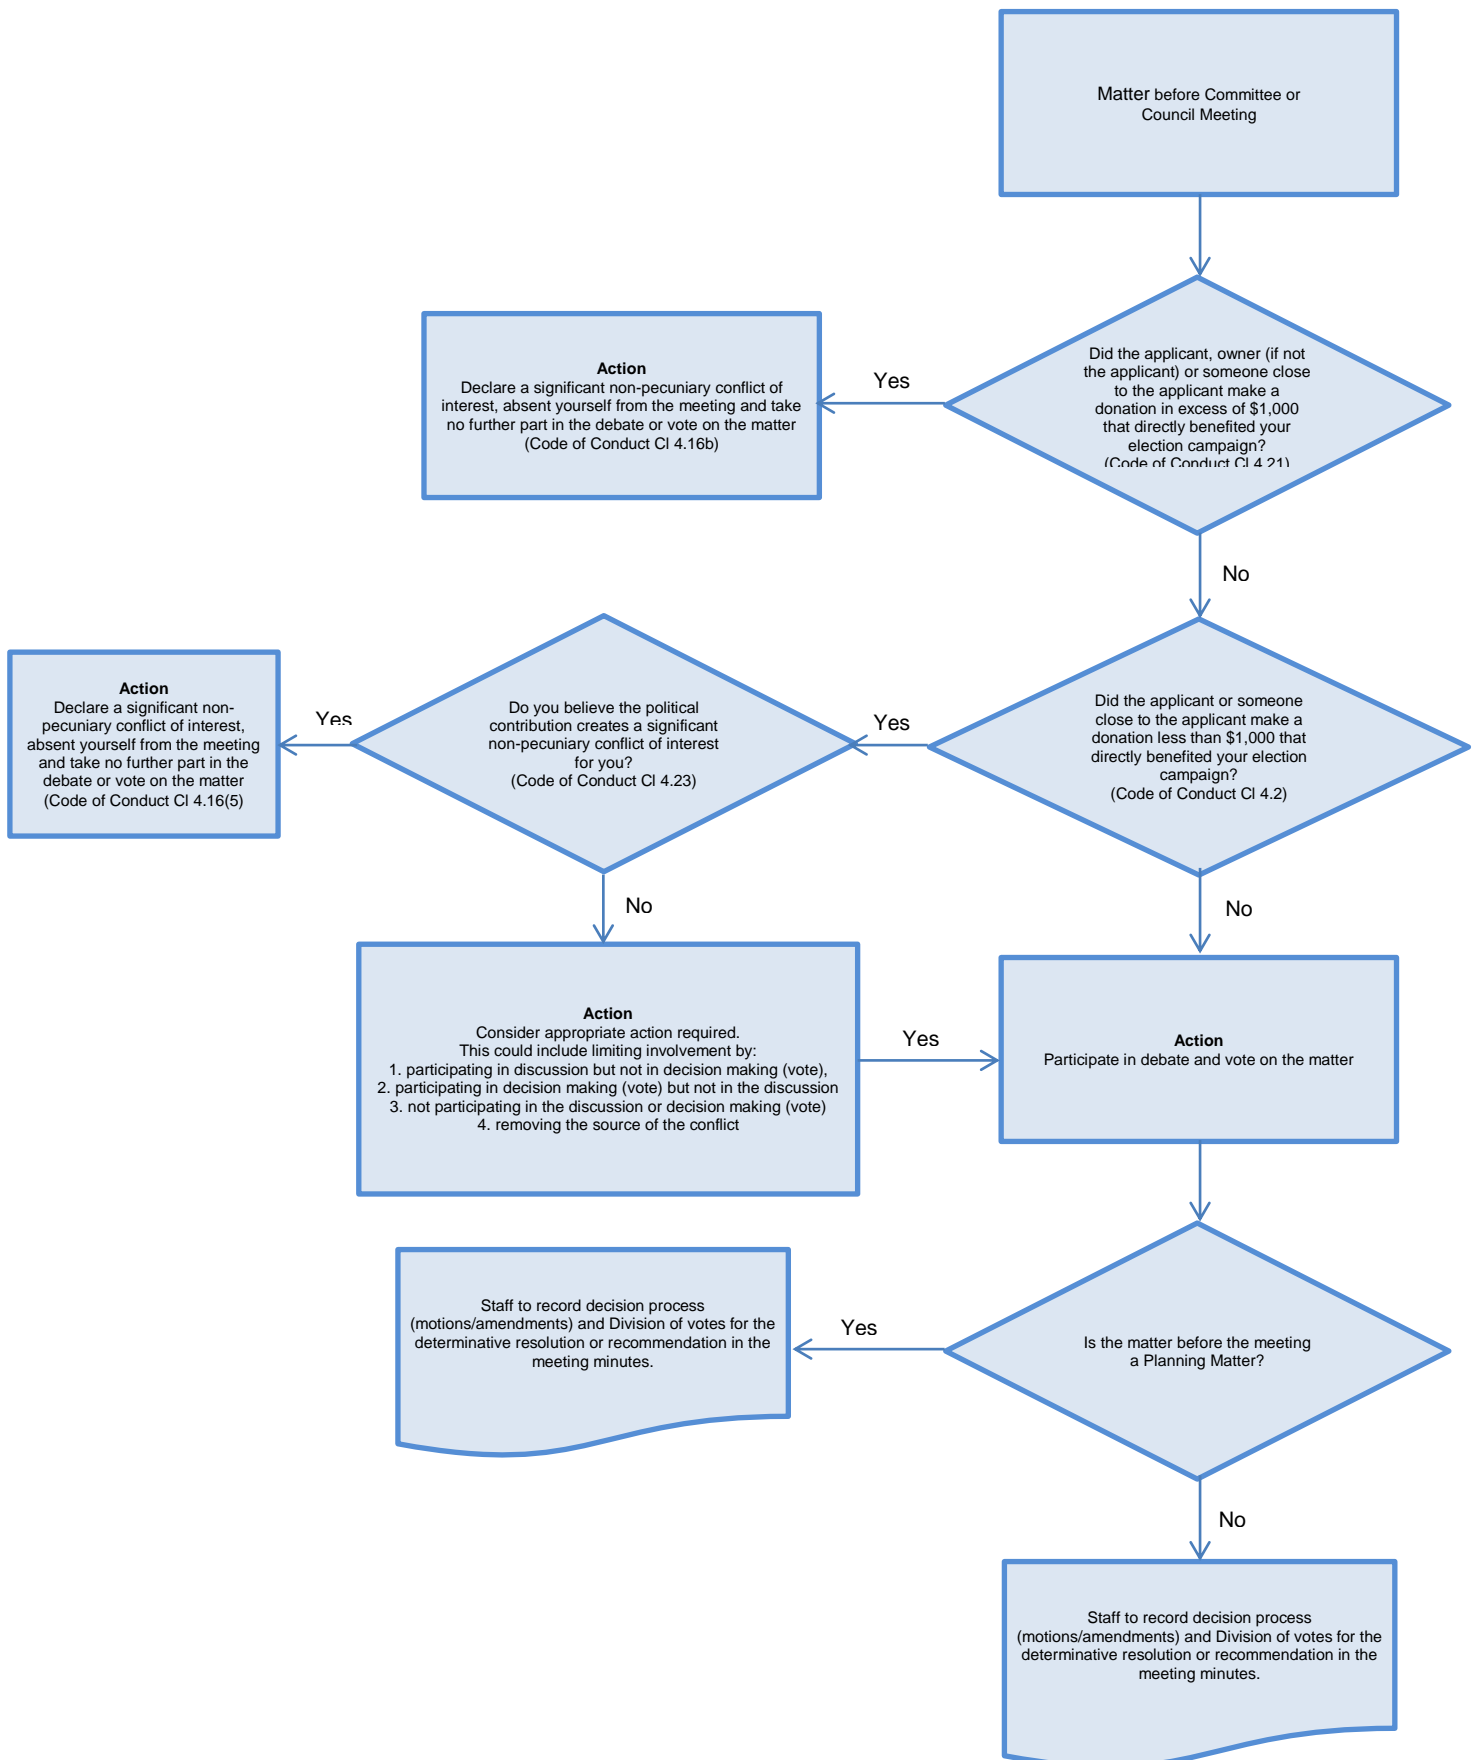 Matter before Committee or
Council Meeting
Did the applicant, owner (if not
the applicant) or someone close
to the applicant make a
donation in excess of $1,000
that directly benefited your
election campaign?
(Code of Conduct Cl 4.21)
Yes
Action
Declare a significant non-pecuniary conflict of
interest, absent yourself from the meeting and take
no further part in the debate or vote on the matter
(Code of Conduct Cl 4.16b)
No
Did the applicant or someone
close to the applicant make a
donation less than $1,000 that
directly benefited your election
campaign?
(Code of Conduct Cl 4.2)
Yes
Do you believe the political
contribution creates a significant
non-pecuniary conflict of interest
for you?
(Code of Conduct Cl 4.23)
Yes
Action
Declare a significant non-
pecuniary conflict of interest,
absent yourself from the meeting
and take no further part in the
debate or vote on the matter
(Code of Conduct Cl 4.16(5)
No
No
Action
Consider appropriate action required.
This could include limiting involvement by:
1. participating in discussion but not in decision making (vote),
2. participating in decision making (vote) but not in the discussion
3. not participating in the discussion or decision making (vote)
4. removing the source of the conflict
Yes
Action
Participate in debate and vote on the matter
Is the matter before the meeting
a Planning Matter?
Yes
Staff to record decision process
(motions/amendments) and Division of votes for the
determinative resolution or recommendation in the
meeting minutes.
No
Staff to record decision process
(motions/amendments) and Division of votes for the
determinative resolution or recommendation in the
meeting minutes.